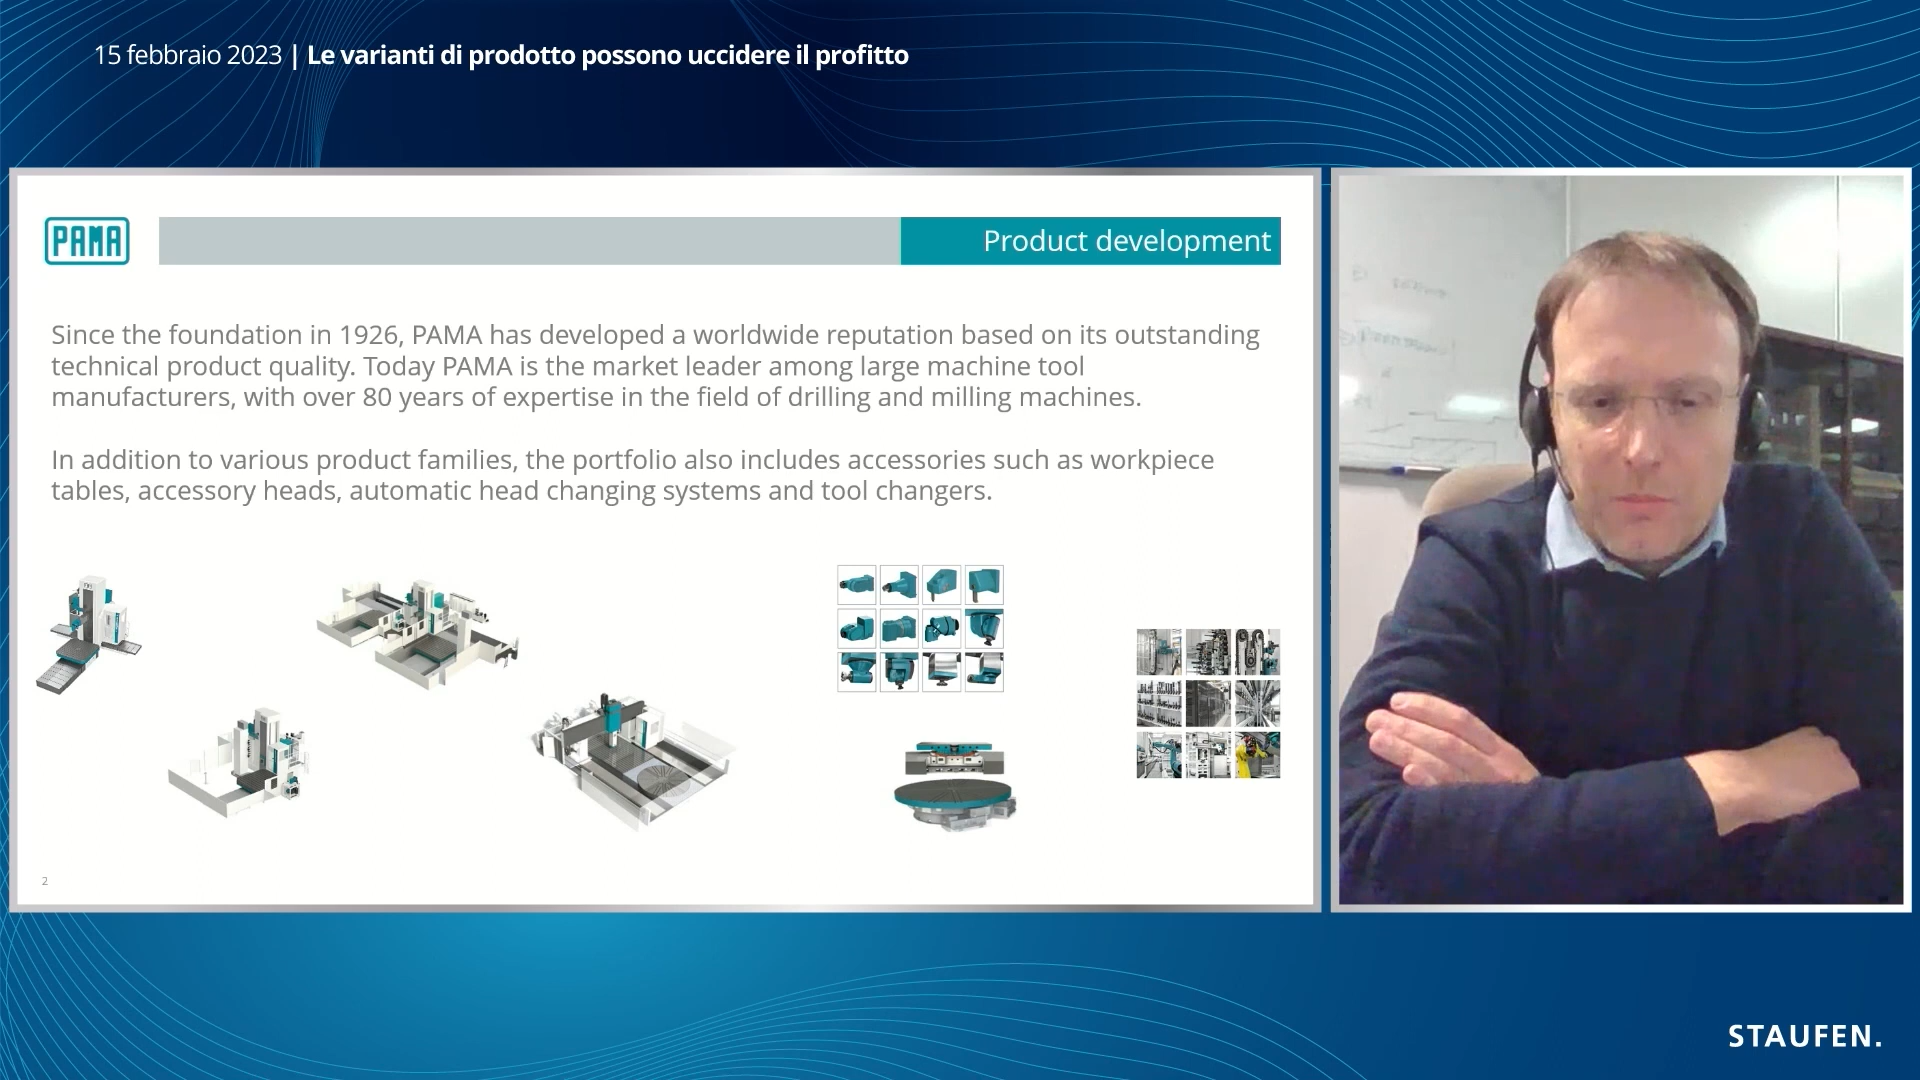 15 febbraio 2023 | Le varianti di prodotto possono uccidere il profitto
PAMA
Product development
Since the foundation in 1926, PAMA has developed a worldwide reputation based on its outstanding
technical product quality. Today PAMA is the market leader among large machine tool
manufacturers, with over 80 years of expertise in the field of drilling and milling machines.
In addition to various product families, the portfolio also includes accessories such as workpiece
tables, accessory heads, automatic head changing systems and tool changers.
2
STAUFEN.